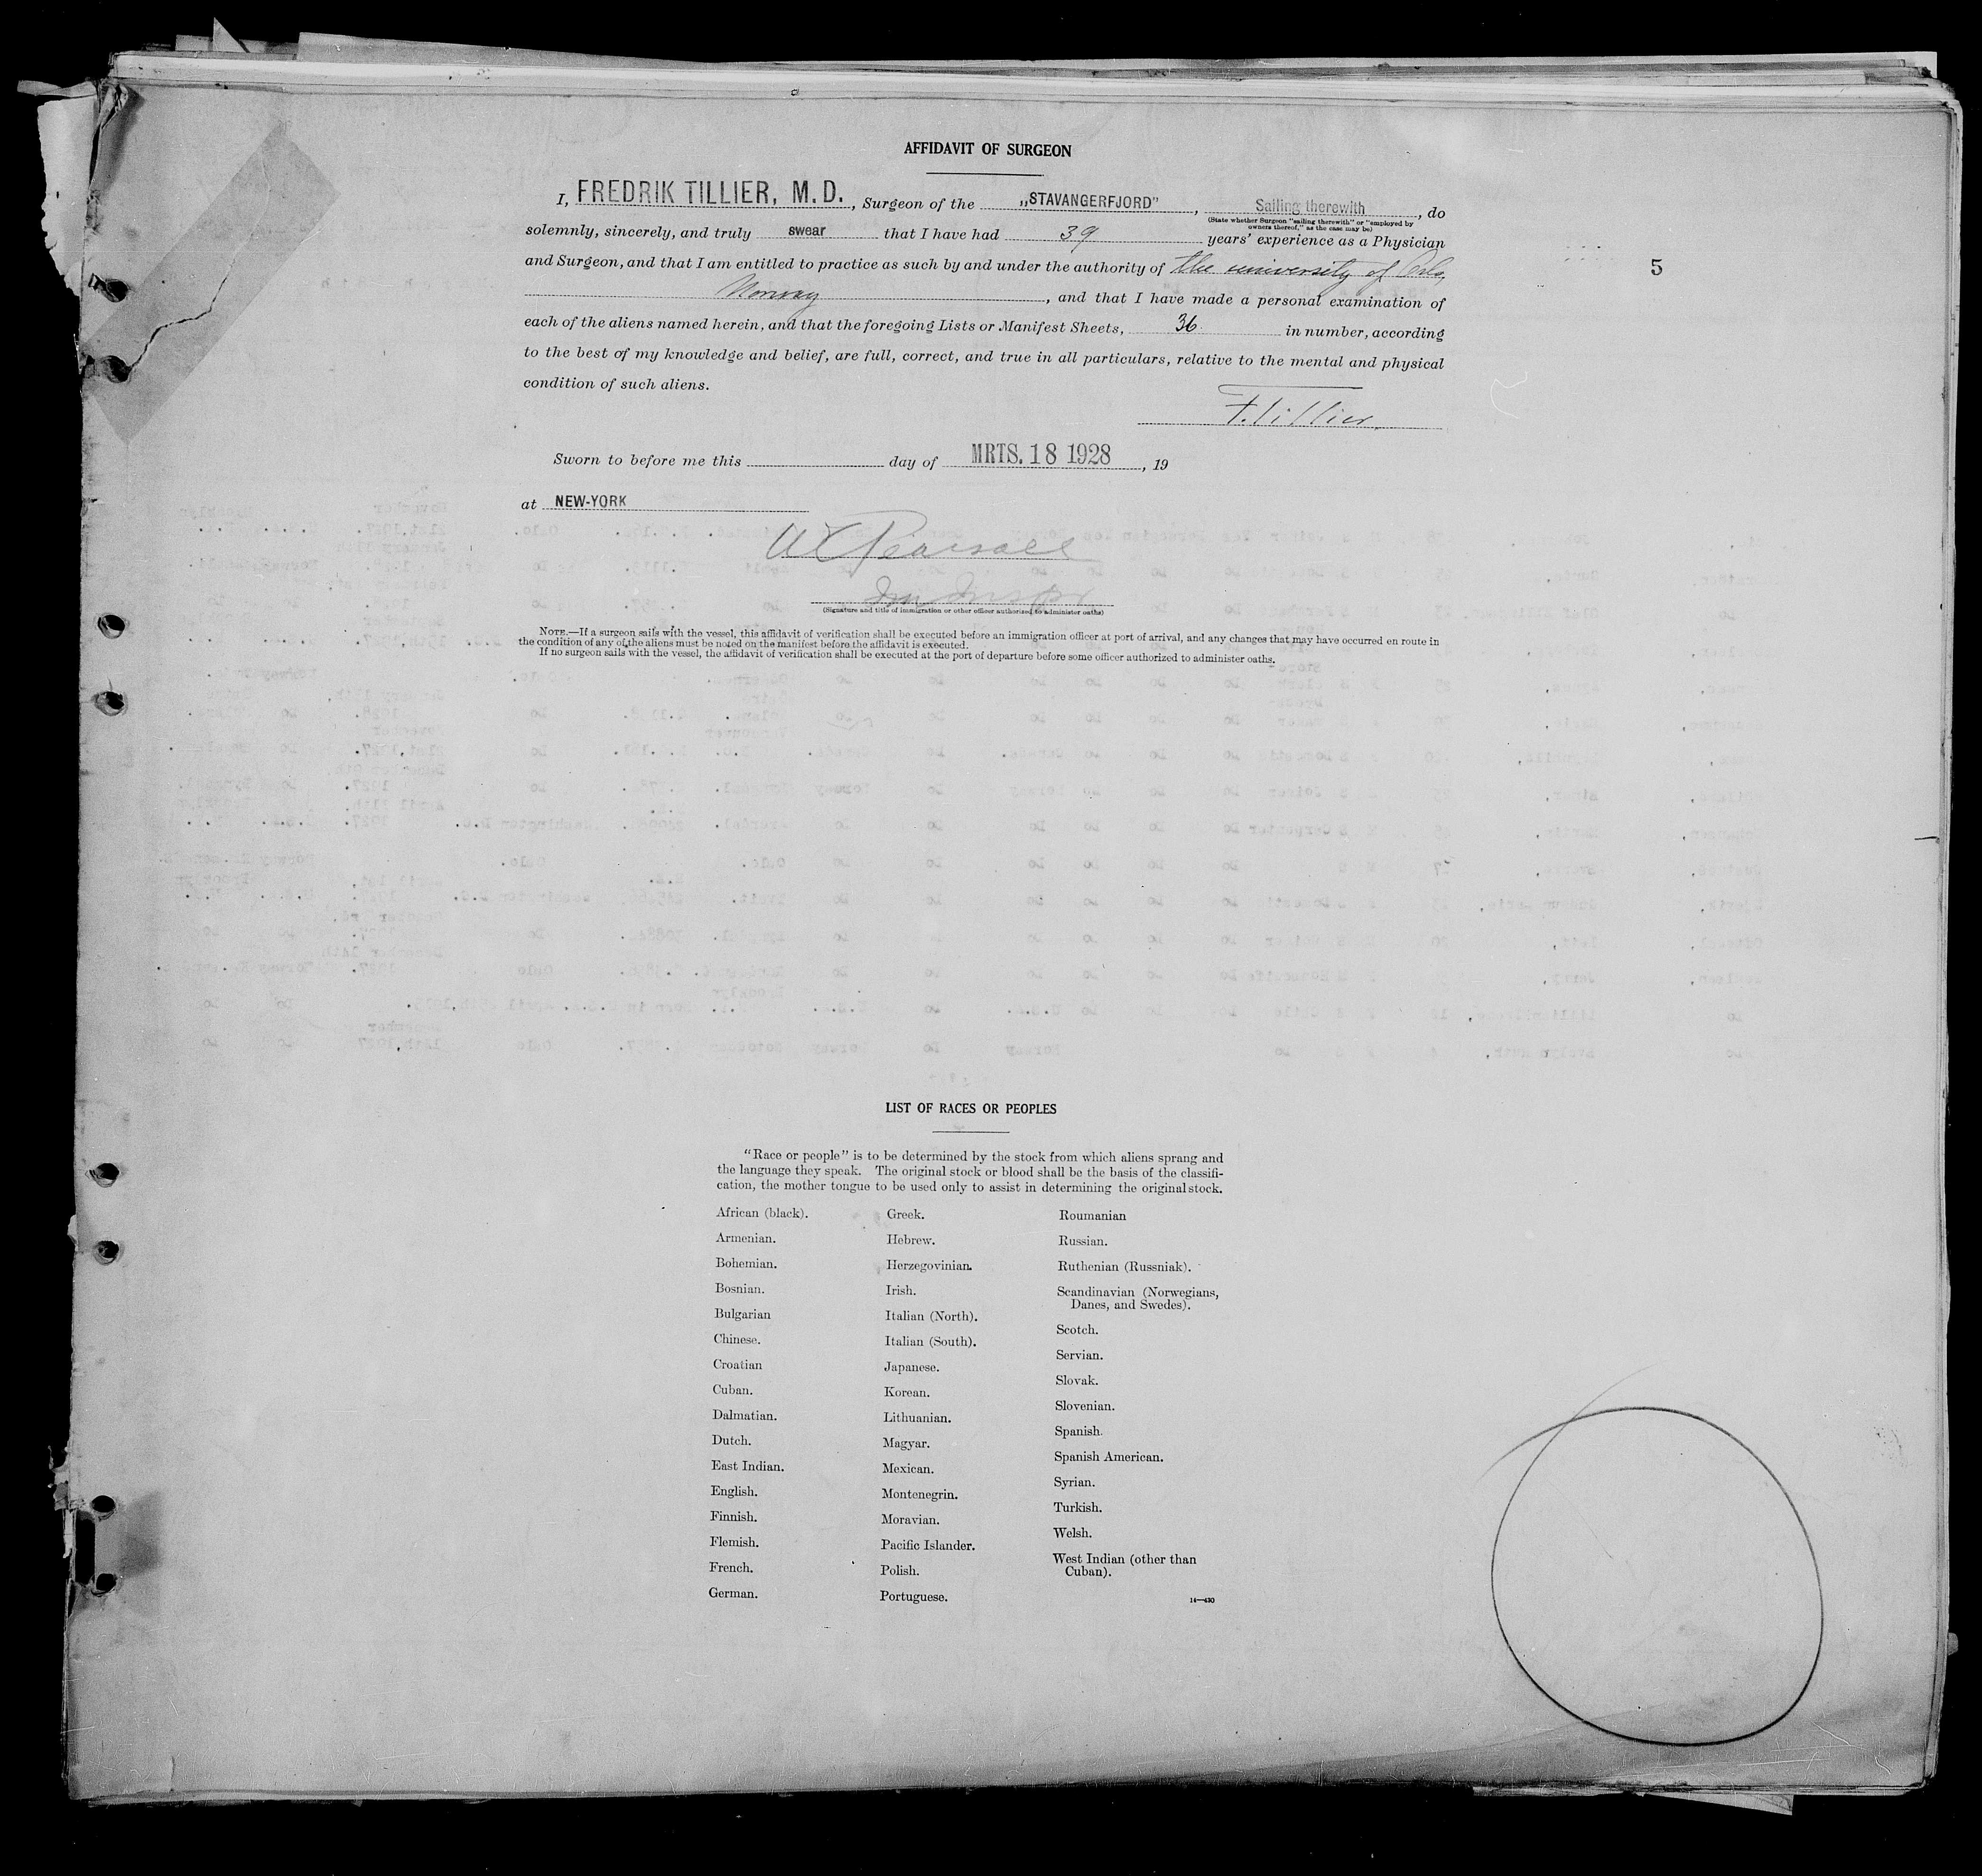 AFFIDAVIT OF SURGEON
I, FREDRIK TILLIER, M.D., Surgeon of the „STAVANGERFJORD”, Sailing therewith, do
(State whether Surgeon "sailing therewith" or "employed by
owners thereof," as the case may be)
solemnly, sincerely, and truly swear that I have had 39 years' experience as a Physician
and Surgeon, and that I am entitled to practice as such by and under the authority of the university of Oslo,
5
Norway, and that I have made a personal examination of
each of the aliens named herein, and that the foregoing Lists or Manifest Sheets, 36 in number, according
to the best of my knowledge and belief, are full, correct, and true in all particulars, relative to the mental and physical
condition of such aliens.
F. Tillier
Sworn to before me this day of MRTS. 18 1928, 19
at NEW-YORK
Pearsall
Imm Inspr
(Signature and title of immigration or other officer authorized to administer oaths)
NOTE.—If a surgeon sails with the vessel, this affidavit of verification shall be executed before an immigration officer at port of arrival, and any changes that may have occurred en route in
the condition of any of the aliens must be noted on the manifest before the affidavit is executed.
If no surgeon sails with the vessel, the affidavit of verification shall be executed at the port of departure before some officer authorized to administer oaths.
LIST OF RACES OR PEOPLES
"Race or people" is to be determined by the stock from which aliens sprang and
the language they speak. The original stock or blood shall be the basis of the classifi-
cation, the mother tongue to be used only to assist in determining the original stock.
African (black).
Armenian.
Bohemian.
Bosnian.
Bulgarian
Chinese.
Croatian
Cuban.
Dalmatian.
Dutch.
East Indian.
English.
Finnish.
Flemish.
French.
German.
Greek.
Hebrew.
Herzegovinian.
Irish.
Italian (North).
Italian (South).
Japanese.
Korean.
Lithuanian.
Magyar.
Mexican.
Montenegrin.
Moravian.
Pacific Islander.
Polish.
Portuguese.
Roumanian
Russian.
Ruthenian (Russniak).
Scandinavian (Norwegians,
Danes, and Swedes).
Scotch.
Servian.
Slovak.
Slovenian.
Spanish.
Spanish American.
Syrian.
Turkish.
Welsh.
West Indian (other than
Cuban).
14—430